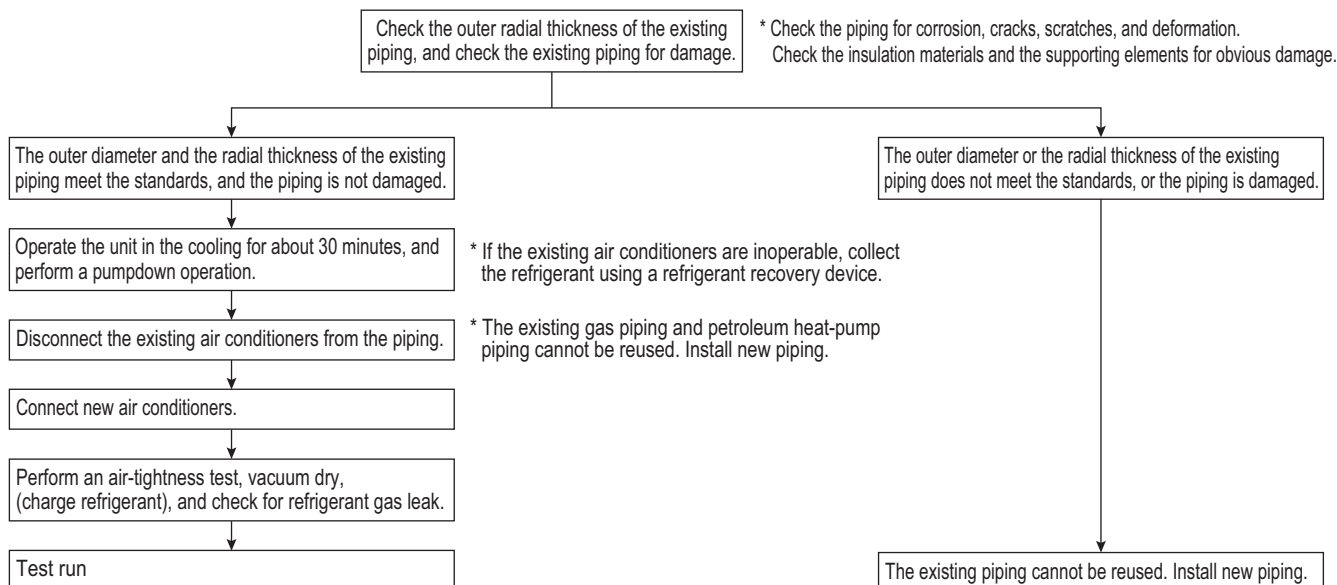 Check the outer radial thickness of the existing
piping, and check the existing piping for damage.
* Check the piping for corrosion, cracks, scratches, and deformation.
Check the insulation materials and the supporting elements for obvious damage.
The outer diameter and the radial thickness of the existing
piping meet the standards, and the piping is not damaged.
The outer diameter or the radial thickness of the existing
piping does not meet the standards, or the piping is damaged.
Operate the unit in the cooling for about 30 minutes, and
perform a pumpdown operation.
* If the existing air conditioners are inoperable, collect
the refrigerant using a refrigerant recovery device.
Disconnect the existing air conditioners from the piping.
* The existing gas piping and petroleum heat-pump
piping cannot be reused. Install new piping.
Connect new air conditioners.
Perform an air-tightness test, vacuum dry,
(charge refrigerant), and check for refrigerant gas leak.
Test run
The existing piping cannot be reused. Install new piping.